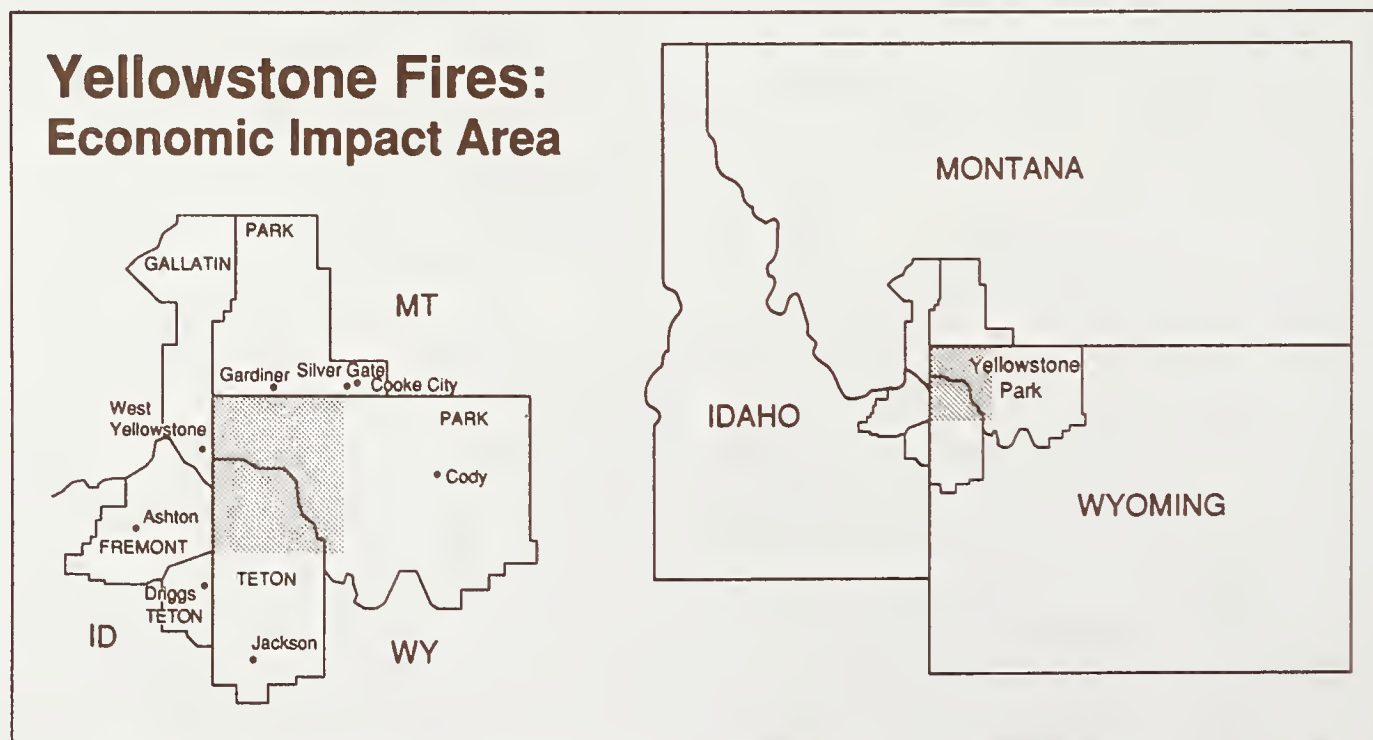 Yellowstone Fires:
Economic Impact Area
PARK
GALLATIN
MT
Gardiner
Silver Gate
Cooke City
West
Yellowstone
PARK
Cody
Ashton
FREMONT
TETON
Driggs
TETON
ID
Jackson
WY
MONTANA
Yellowstone
Park
IDAHO
WYOMING